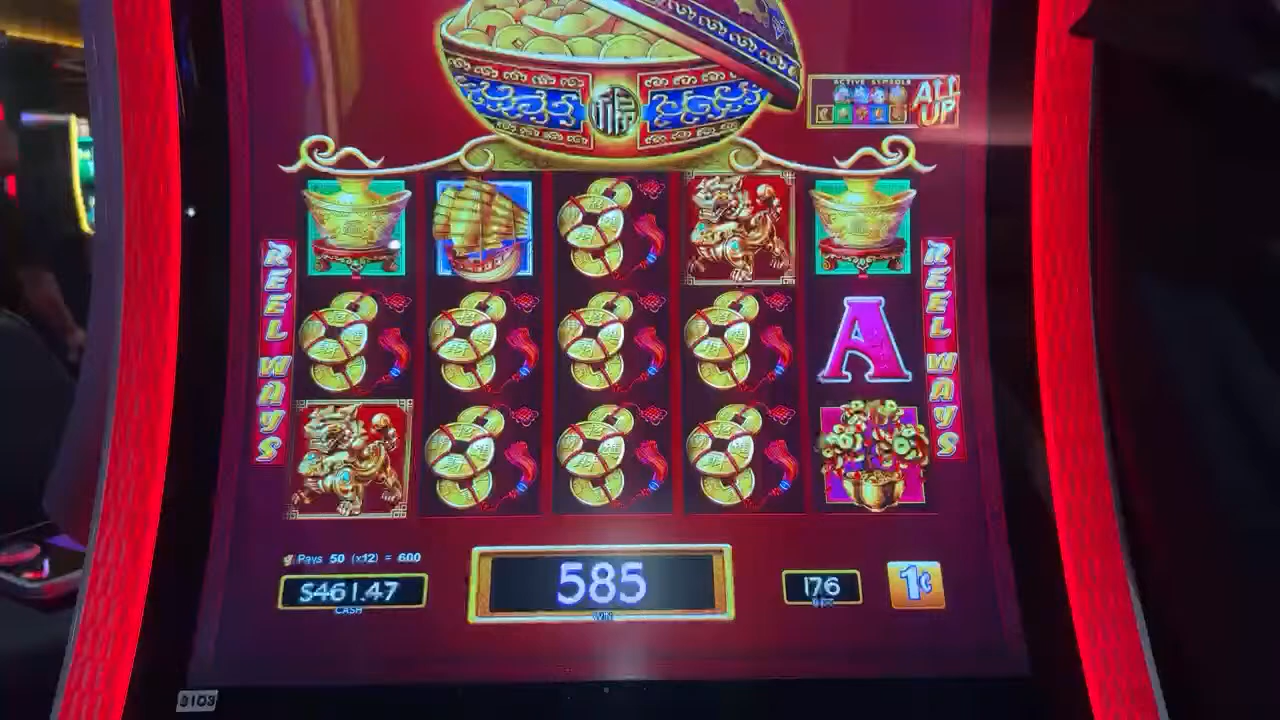 ACTIVE SYMBOLS
ALL UP
REEL WAYS
REEL WAYS
A
Pays 50 (x12) = 600
$461.47
CASH
585
WIN
176
BET
1¢
3103